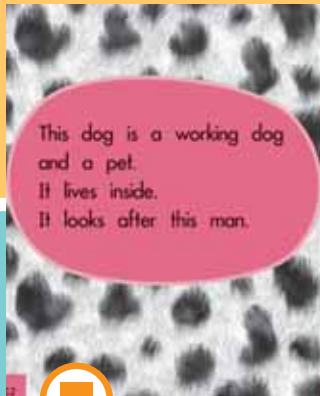 This dog is a working dog
and a pet.
It lives inside.
It looks after this man.